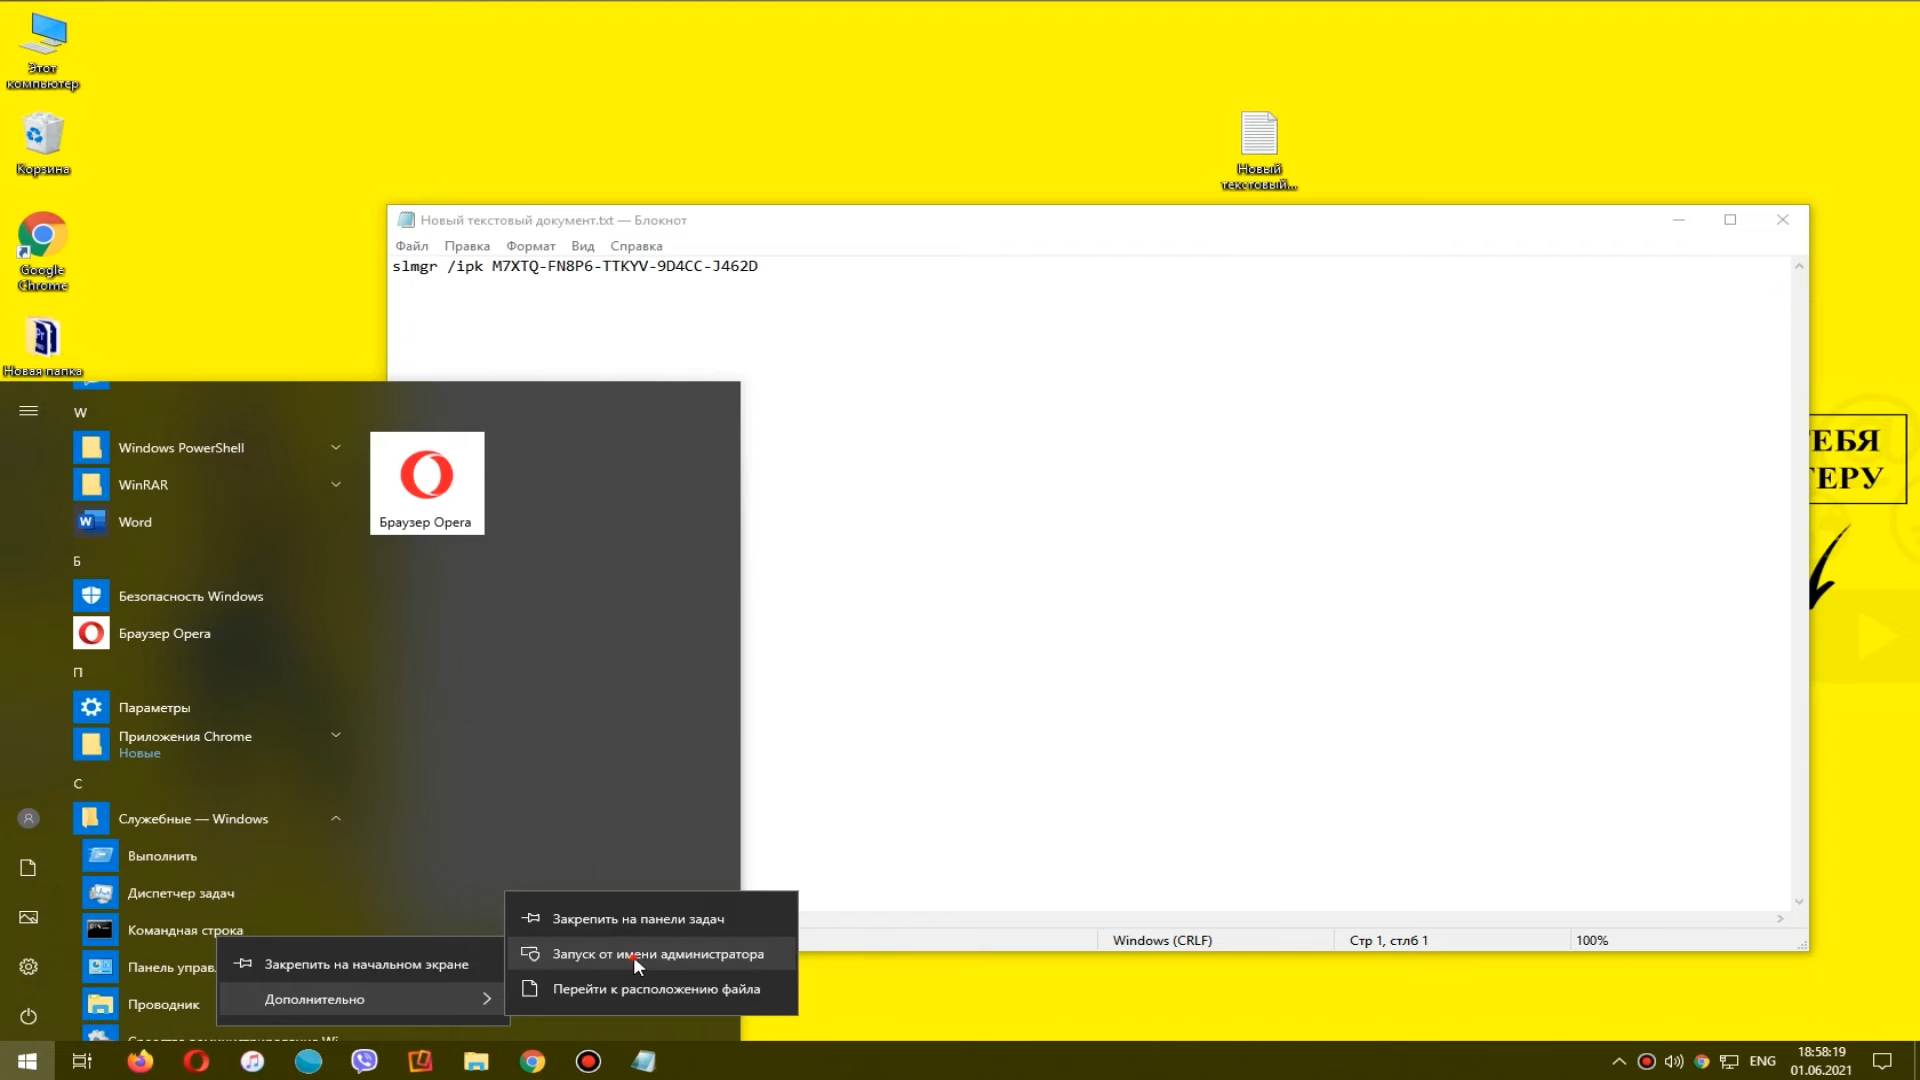 Этот
компьютер
Корзина
Google
Chrome
Новая папка
Новый
текстовый...
Новый текстовый документ.txt — Блокнот
Файл Правка Формат Вид Справка
slmgr /ipk M7XTQ-FN8P6-TTKYV-9D4CC-J462D
W
Windows PowerShell
WinRAR
Word
Браузер Opera
Б
Безопасность Windows
Браузер Opera
П
Параметры
Приложения Chrome
Новые
С
Служебные — Windows
Выполнить
Диспетчер задач
Командная строка
Панель управ
Проводник
Закрепить на начальном экране
Дополнительно
Закрепить на панели задач
Запуск от имени администратора
Перейти к расположению файла
Windows (CRLF) Стр 1, стлб 1 100%
ЕБЯ
ТЕРУ
ENG
18:58:19
01.06.2021